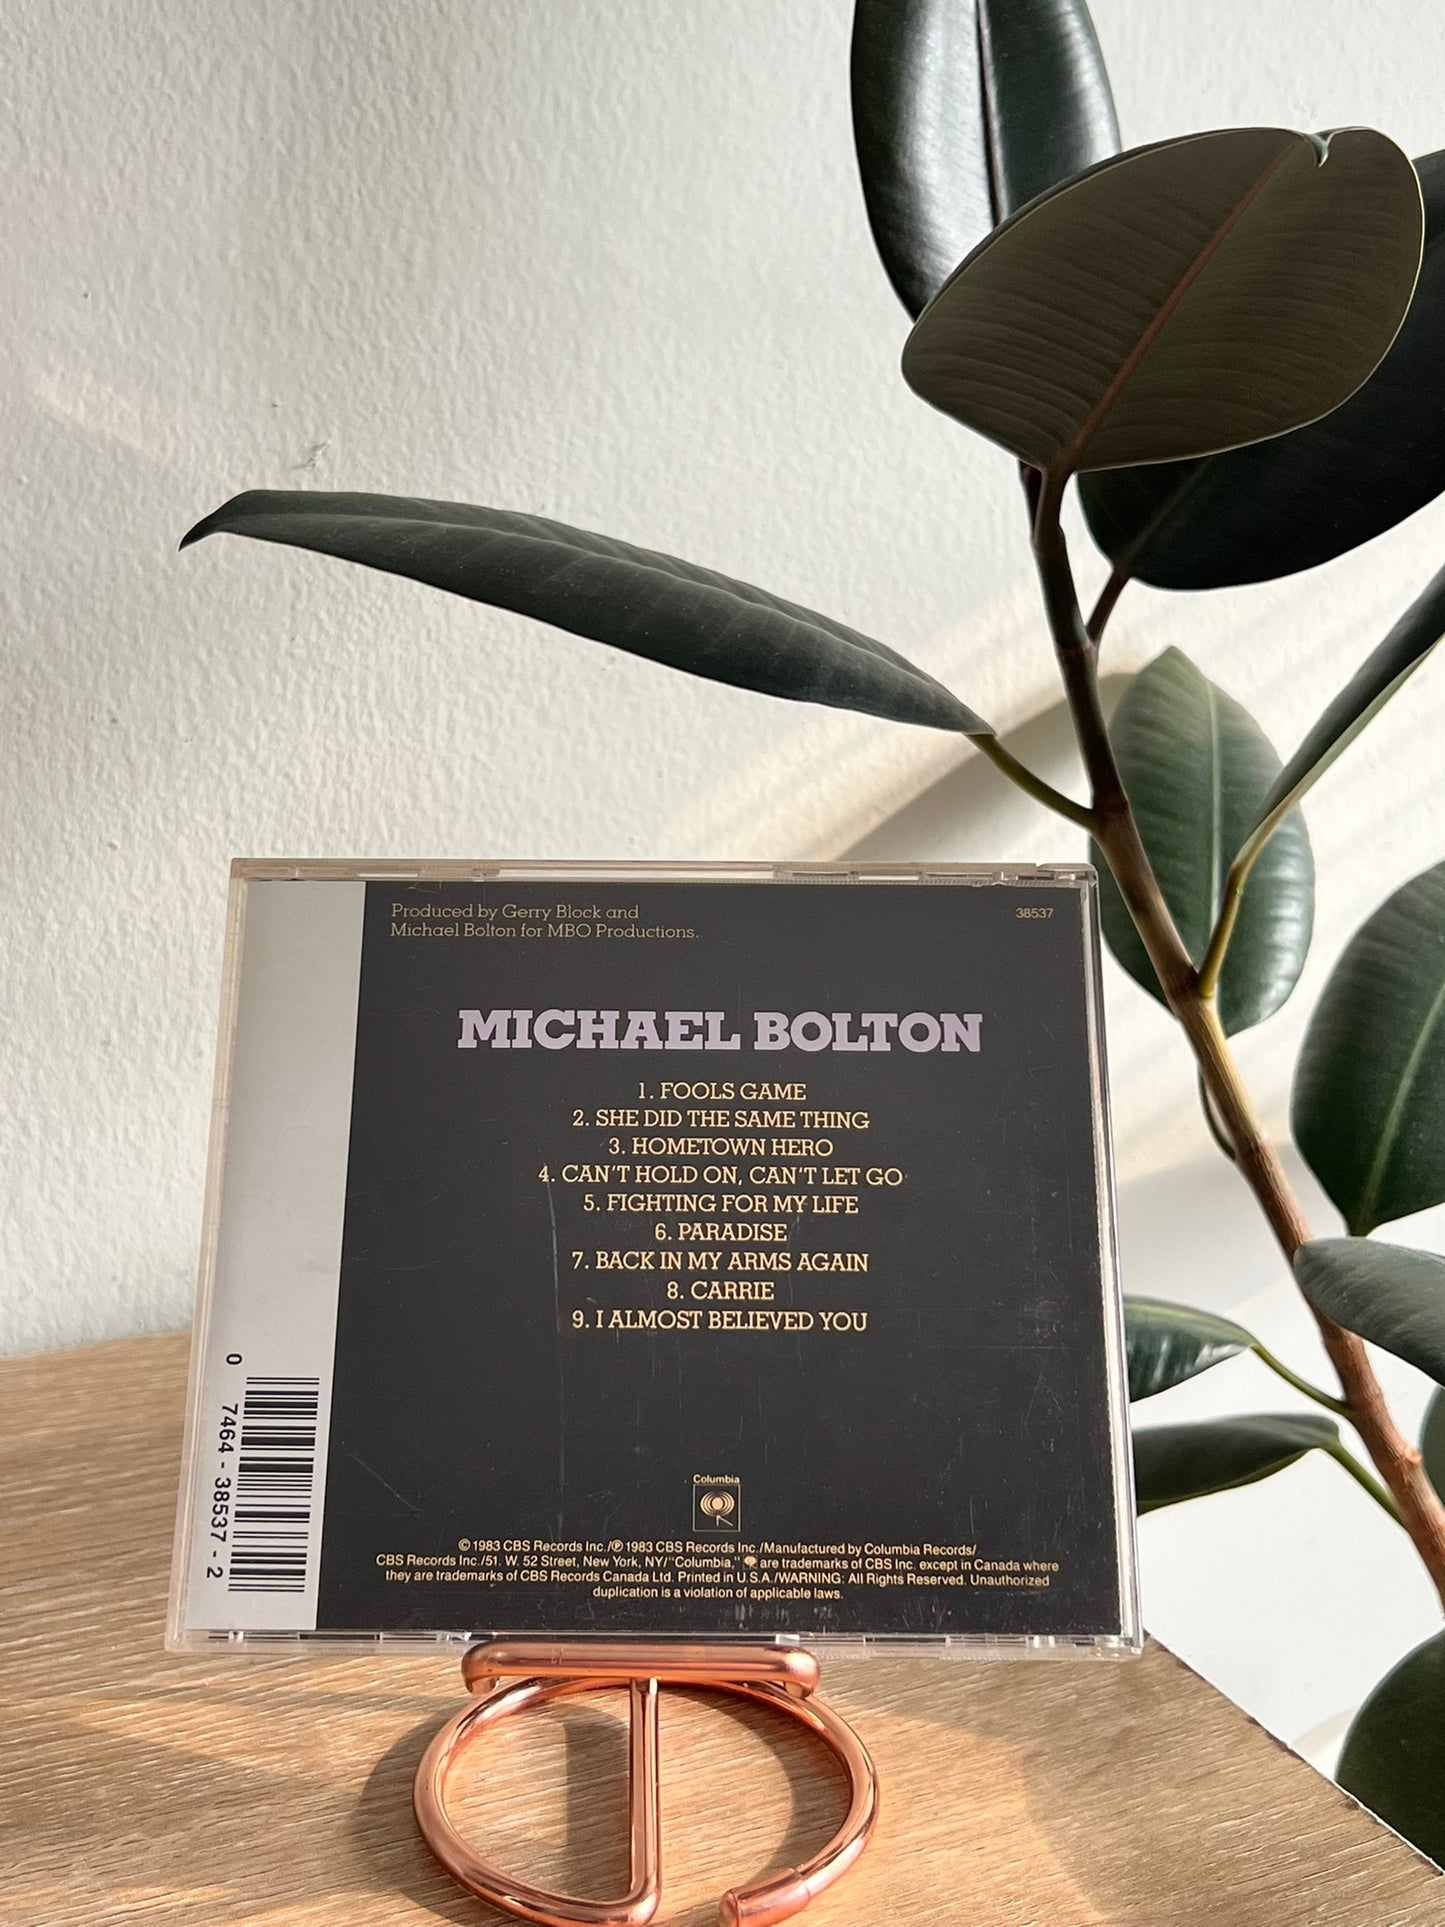 Produced by Gerry Block and
Michael Bolton for MBO Productions.
38537
MICHAEL BOLTON
1. FOOLS GAME
2. SHE DID THE SAME THING
3. HOMETOWN HERO
4. CAN'T HOLD ON, CAN'T LET GO
5. FIGHTING FOR MY LIFE
6. PARADISE
7. BACK IN MY ARMS AGAIN
8. CARRIE
9. I ALMOST BELIEVED YOU
0 7464-38537-2
Columbia
© 1983 CBS Records Inc./℗ 1983 CBS Records Inc./Manufactured by Columbia Records/
CBS Records Inc./51. W. 52 Street, New York, NY/"Columbia," are trademarks of CBS Inc. except in Canada where
they are trademarks of CBS Records Canada Ltd. Printed in U.S.A./WARNING: All Rights Reserved. Unauthorized
duplication is a violation of applicable laws.